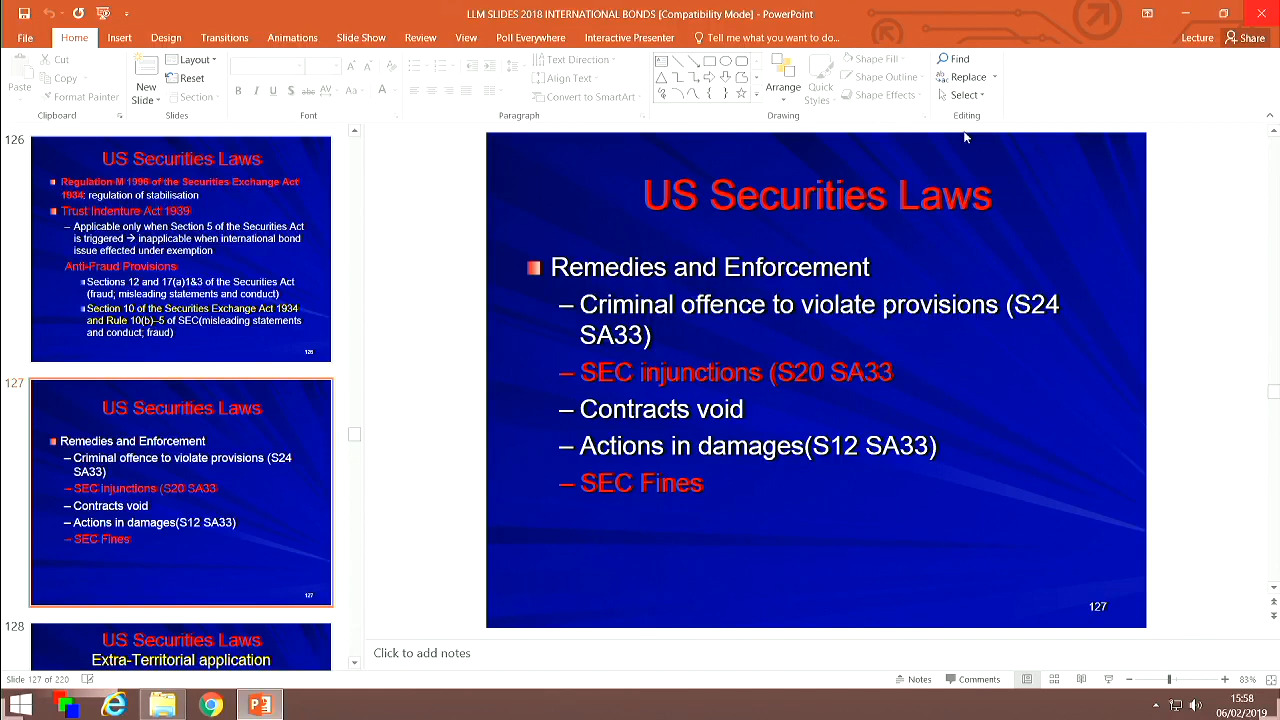 LLM SLIDES 2018 INTERNATIONAL BONDS [Compatibility Mode] - PowerPoint
File Home Insert Design Transitions Animations Slide Show Review View Poll Everywhere Interactive Presenter Tell me what you want to do... Lecture Share
Paste Cut Copy Format Painter
Clipboard
New Slide Layout Reset Section
Slides
B I U S abc AV Aa A
Font
Text Direction Align Text Convert to SmartArt
Paragraph
Arrange Quick Styles Shape Fill Shape Outline Shape Effects
Drawing
Find Replace Select
Editing
126
US Securities Laws
Regulation M 1996 of the Securities Exchange Act
1934: regulation of stabilisation
Trust Indenture Act 1939
– Applicable only when Section 5 of the Securities Act
is triggered → inapplicable when international bond
issue effected under exemption
Anti-Fraud Provisions
Sections 12 and 17(a)1&3 of the Securities Act
(fraud; misleading statements and conduct)
Section 10 of the Securities Exchange Act 1934
and Rule 10(b)–5 of SEC(misleading statements
and conduct; fraud)
126
127
US Securities Laws
Remedies and Enforcement
– Criminal offence to violate provisions (S24
SA33)
– SEC injunctions (S20 SA33
– Contracts void
– Actions in damages(S12 SA33)
– SEC Fines
127
128
US Securities Laws
Extra-Territorial application
US Securities Laws
Remedies and Enforcement
– Criminal offence to violate provisions (S24
SA33)
– SEC injunctions (S20 SA33
– Contracts void
– Actions in damages(S12 SA33)
– SEC Fines
127
Click to add notes
Slide 127 of 220 Notes Comments 83%
15:58
06/02/2019